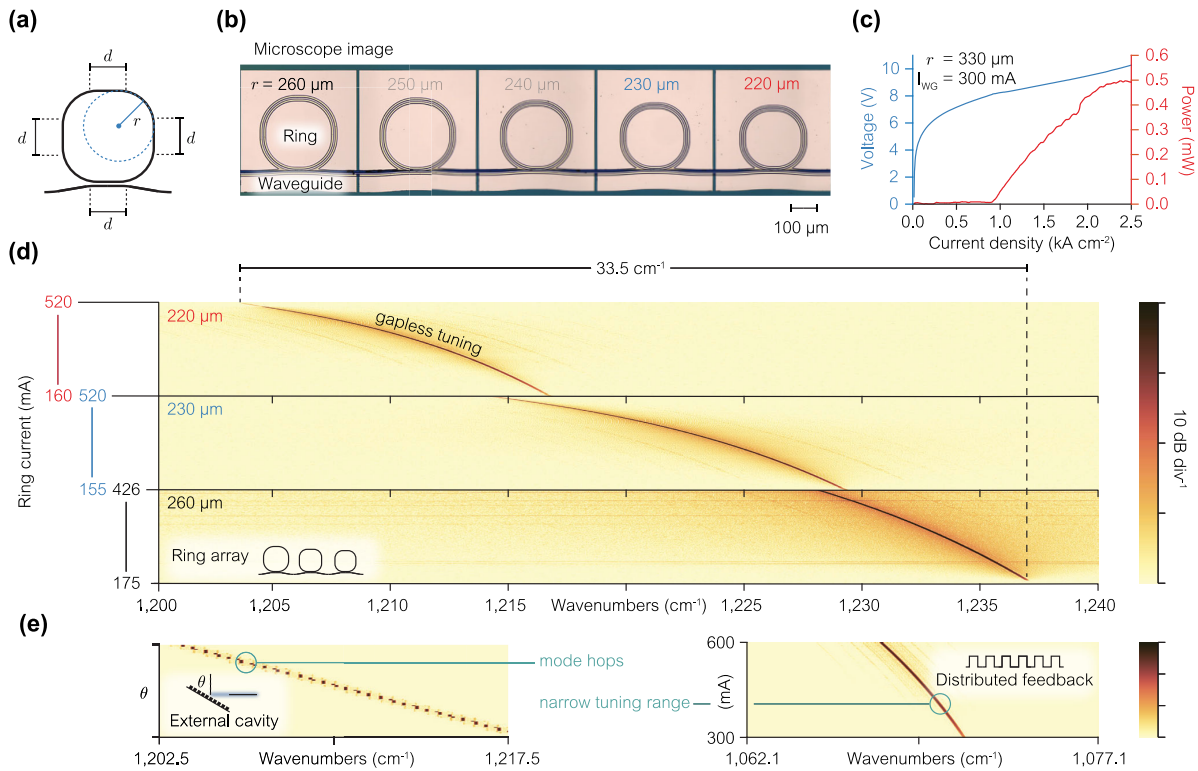 (a)
d
d
r
d
d
(b)
Microscope image
r = 260 µm
250 µm
240 µm
230 µm
220 µm
Ring
Waveguide
100 µm
(c)
r = 330 µm
I_WG = 300 mA
Voltage (V)
10
8
6
4
2
0
0.6
0.5
0.4
0.3
0.2
0.1
0.0
Power (mW)
0.0 0.5 1.0 1.5 2.0 2.5
Current density (kA cm⁻²)
(d)
33.5 cm⁻¹
Ring current (mA)
520
160
520
155
426
175
220 µm
gapless tuning
230 µm
260 µm
Ring array
10 dB div⁻¹
1,200 1,205 1,210 1,215 Wavenumbers (cm⁻¹) 1,225 1,230 1,235 1,240
(e)
θ
θ
External cavity
mode hops
narrow tuning range
1,202.5 Wavenumbers (cm⁻¹) 1,217.5
600
(mA)
300
Distributed feedback
1,062.1 Wavenumbers (cm⁻¹) 1,077.1